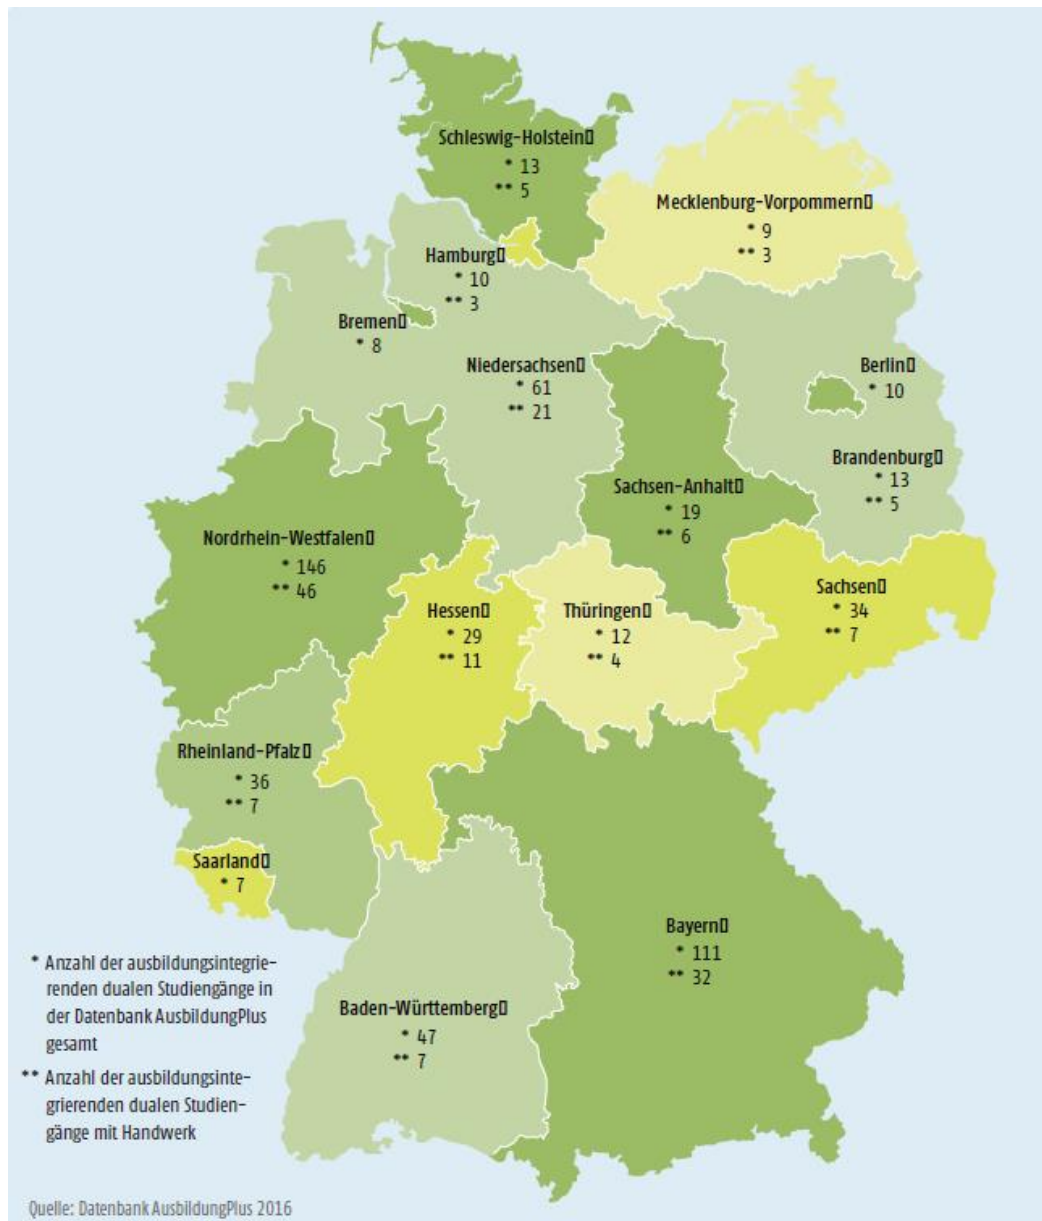 Schleswig-Holstein▯
* 13
** 5
Mecklenburg-Vorpommern▯
* 9
** 3
Hamburg▯
* 10
** 3
Bremen▯
* 8
Niedersachsen▯
* 61
** 21
Berlin▯
* 10
Brandenburg▯
* 13
** 5
Sachsen-Anhalt▯
* 19
** 6
Nordrhein-Westfalen▯
* 146
** 46
Hessen▯
* 29
** 11
Thüringen▯
* 12
** 4
Sachsen▯
* 34
** 7
Rheinland-Pfalz▯
* 36
** 7
Saarland▯
* 7
Bayern▯
* 111
** 32
Baden-Württemberg▯
* 47
** 7
* Anzahl der ausbildungsintegrie-
renden dualen Studiengänge in
der Datenbank AusbildungPlus
gesamt
** Anzahl der ausbildungsinte-
grierenden dualen Studien-
gänge mit Handwerk
Quelle: Datenbank AusbildungPlus 2016